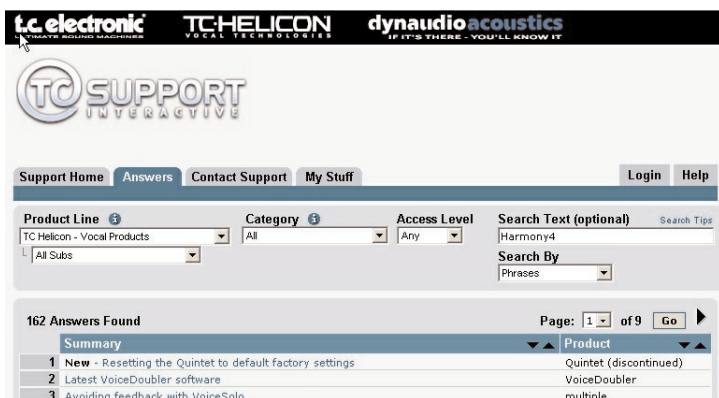 t.c. electronic TC·HELICON dynaudioacoustics
ULTIMATE SOUND MACHINES VOCAL TECHNOLOGIES IF IT'S THERE - YOU'LL KNOW IT
TC SUPPORT
INTERACTIVE
Support Home Answers Contact Support My Stuff Login Help
Product Line Category Access Level Search Text (optional) Search Tips
TC Helicon - Vocal Products All Any Harmony4
All Subs Search By
Phrases
162 Answers Found Page: 1 of 9 Go
Summary Product
1 New - Resetting the Quintet to default factory settings Quintet (discontinued)
2 Latest VoiceDoubler software VoiceDoubler
3 Avoiding feedback with VoiceSolo multiple